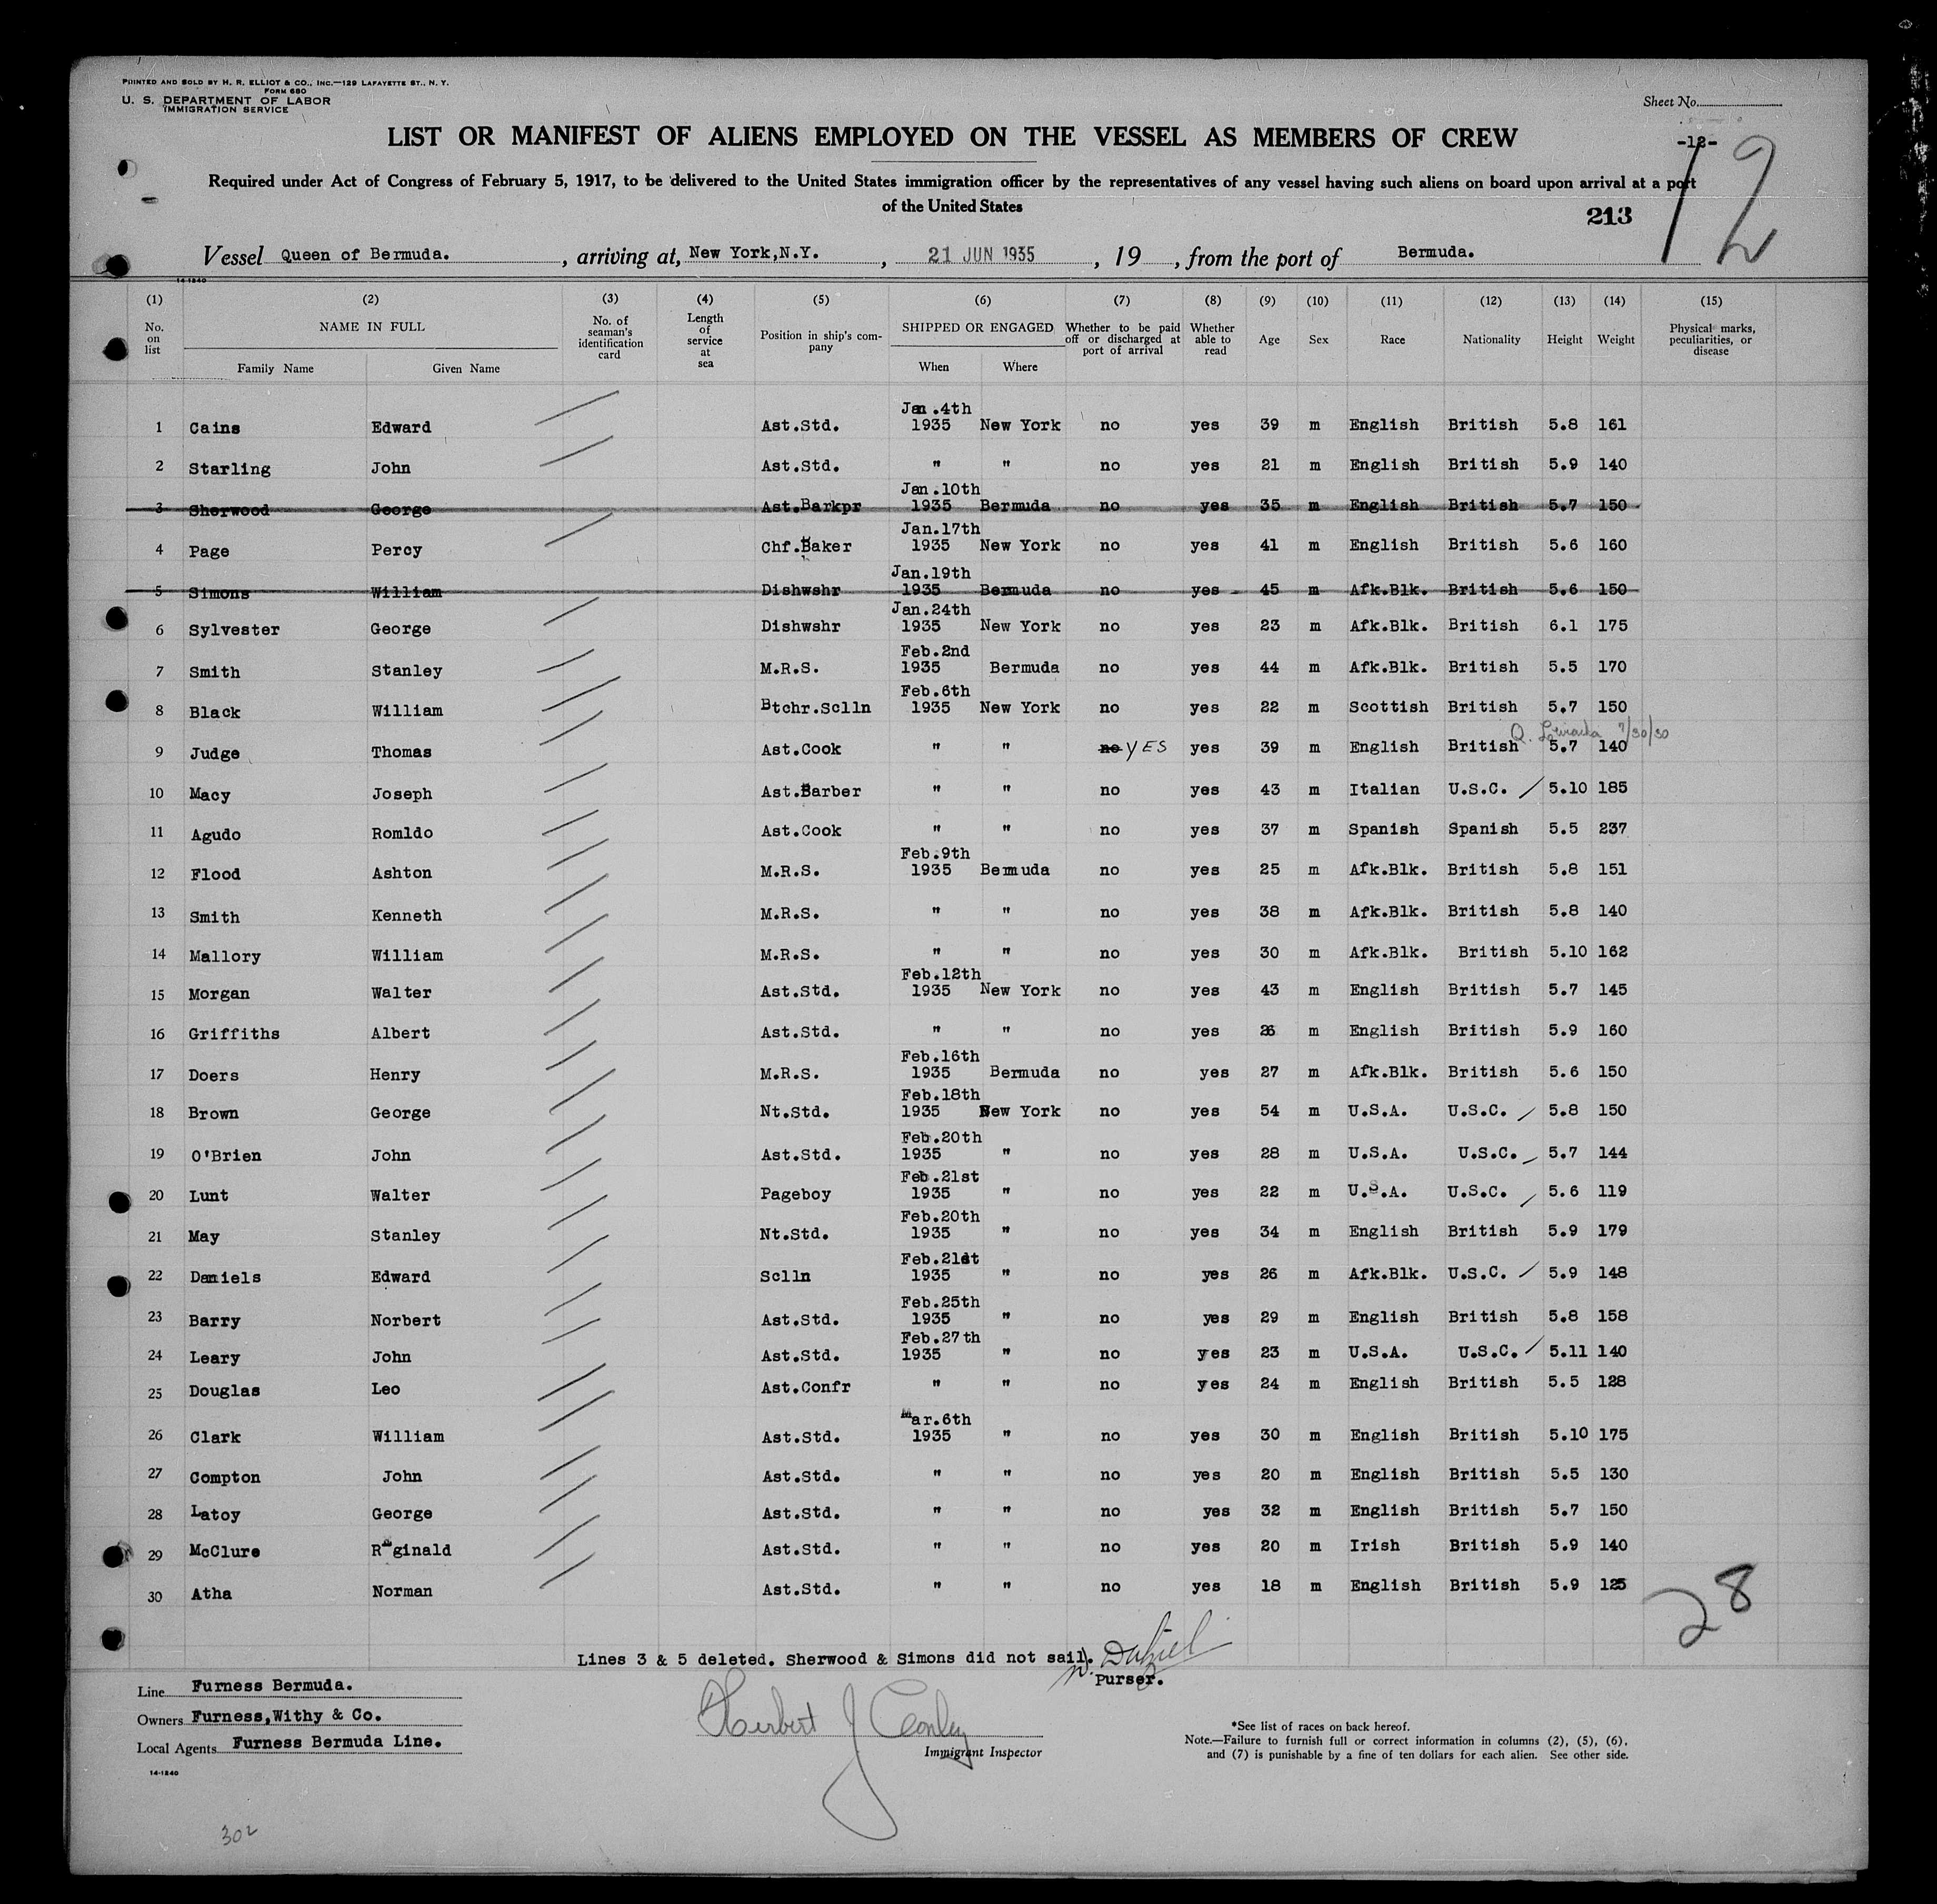 PRINTED AND SOLD BY H. R. ELLIOT & CO., INC.—129 LAFAYETTE ST., N. Y.
FORM 680
U. S. DEPARTMENT OF LABOR
IMMIGRATION SERVICE
Sheet No.
LIST OR MANIFEST OF ALIENS EMPLOYED ON THE VESSEL AS MEMBERS OF CREW
-12-
12
Required under Act of Congress of February 5, 1917, to be delivered to the United States immigration officer by the representatives of any vessel having such aliens on board upon arrival at a port
of the United States
213
Vessel Queen of Bermuda. , arriving at, New York,N.Y. , 21 JUN 1935 , 19 , from the port of Bermuda.
14-1240
(1) (2) (3) (4) (5) (6) (7) (8) (9) (10) (11) (12) (13) (14) (15)
No. on list NAME IN FULL Family Name Given Name No. of seaman's identification card Length of service at sea Position in ship's company SHIPPED OR ENGAGED When Where Whether to be paid off or discharged at port of arrival Whether able to read Age Sex Race Nationality Height Weight Physical marks, peculiarities, or disease
1 Cains Edward Ast.Std. Jan.4th 1935 New York no yes 39 m English British 5.8 161
2 Starling John Ast.Std. " " no yes 21 m English British 5.9 140
3 Sherwood George Ast.Barkpr Jan.10th 1935 Bermuda no yes 35 m English British 5.7 150
4 Page Percy Chf.Baker Jan.17th 1935 New York no yes 41 m English British 5.6 160
5 Simons William Dishwshr Jan.19th 1935 Bermuda no yes 45 m Afk.Blk. British 5.6 150
6 Sylvester George Dishwshr Jan.24th 1935 New York no yes 23 m Afk.Blk. British 6.1 175
7 Smith Stanley M.R.S. Feb.2nd 1935 Bermuda no yes 44 m Afk.Blk. British 5.5 170
8 Black William Btchr.Sclln Feb.6th 1935 New York no yes 22 m Scottish British 5.7 150
9 Judge Thomas Ast.Cook " " no YES yes 39 m English British 5.7 140
10 Macy Joseph Ast.Barber " " no yes 43 m Italian U.S.C. 5.10 185
11 Agudo Romldo Ast.Cook " " no yes 37 m Spanish Spanish 5.5 237
12 Flood Ashton M.R.S. Feb.9th 1935 Bermuda no yes 25 m Afk.Blk. British 5.8 151
13 Smith Kenneth M.R.S. " " no yes 38 m Afk.Blk. British 5.8 140
14 Mallory William M.R.S. " " no yes 30 m Afk.Blk. British 5.10 162
15 Morgan Walter Ast.Std. Feb.12th 1935 New York no yes 43 m English British 5.7 145
16 Griffiths Albert Ast.Std. " " no yes 26 m English British 5.9 160
17 Doers Henry M.R.S. Feb.16th 1935 Bermuda no yes 27 m Afk.Blk. British 5.6 150
18 Brown George Nt.Std. Feb.18th 1935 New York no yes 54 m U.S.A. U.S.C. 5.8 150
19 O'Brien John Ast.Std. Feb.20th 1935 " no yes 28 m U.S.A. U.S.C. 5.7 144
20 Lunt Walter Pageboy Feb.21st 1935 " no yes 22 m U.S.A. U.S.C. 5.6 119
21 May Stanley Nt.Std. Feb.20th 1935 " no yes 34 m English British 5.9 179
22 Daniels Edward Sclln Feb.21st 1935 " no yes 26 m Afk.Blk. U.S.C. 5.9 148
23 Barry Norbert Ast.Std. Feb.25th 1935 " no yes 29 m English British 5.8 158
24 Leary John Ast.Std. Feb.27th 1935 " no yes 23 m U.S.A. U.S.C. 5.11 140
25 Douglas Leo Ast.Confr " " no yes 24 m English British 5.5 128
26 Clark William Ast.Std. Mar.6th 1935 " no yes 30 m English British 5.10 175
27 Compton John Ast.Std. " " no yes 20 m English British 5.5 130
28 Latoy George Ast.Std. " " no yes 32 m English British 5.7 150
29 McClure Reginald Ast.Std. " " no yes 20 m Irish British 5.9 140
30 Atha Norman Ast.Std. " " no yes 18 m English British 5.9 125
28
Lines 3 & 5 deleted. Sherwood & Simons did not sail.
Purser.
Line Furness Bermuda.
Owners Furness,Withy & Co.
Local Agents Furness Bermuda Line.
14-1240
Herbert J Conley
Immigrant Inspector
*See list of races on back hereof.
Note.—Failure to furnish full or correct information in columns (2), (5), (6),
and (7) is punishable by a fine of ten dollars for each alien. See other side.
302